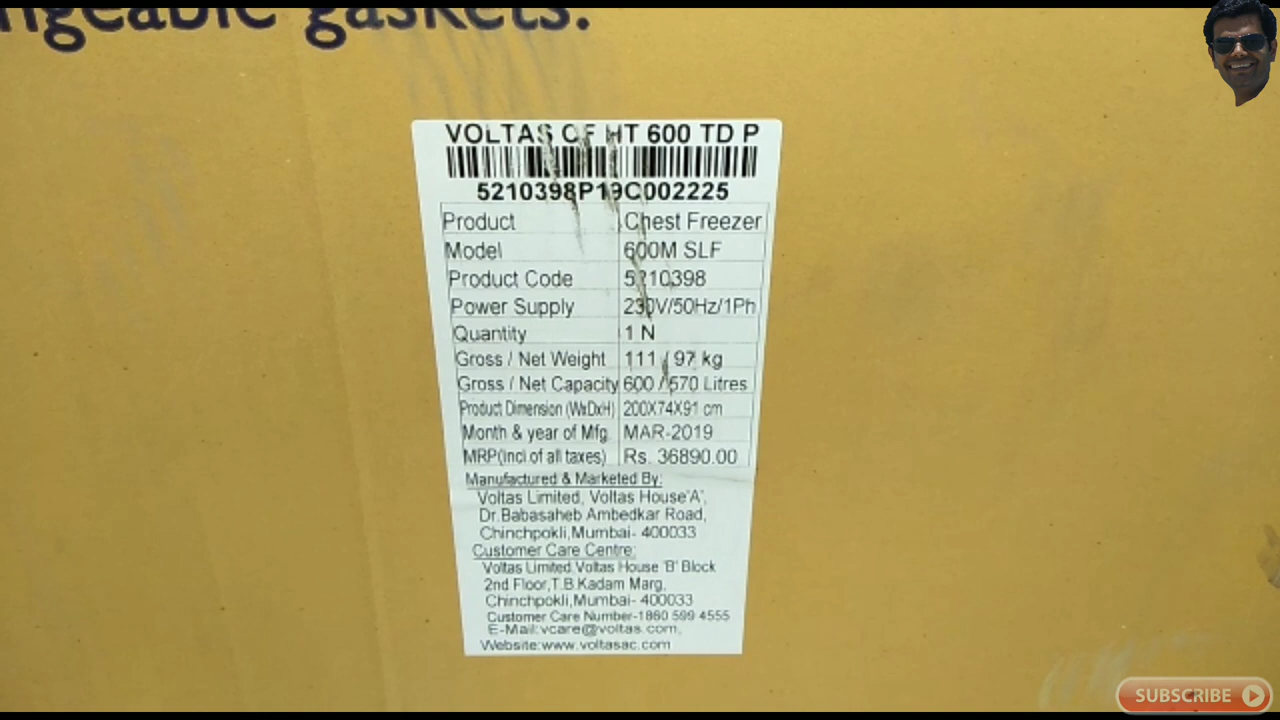 ngeable gaskets.
VOLTAS CF HT 600 TD P
5210398P19C002225
Product Chest Freezer
Model 600M SLF
Product Code 5210398
Power Supply 230V/50Hz/1Ph
Quantity 1 N
Gross / Net Weight 111 / 97 kg
Gross / Net Capacity 600 / 570 Litres
Product Dimension (WxDxH) 200X74X91 cm
Month & year of Mfg. MAR-2019
MRP(incl.of all taxes) Rs. 36890.00
Manufactured & Marketed By:
Voltas Limited, Voltas House'A',
Dr.Babasaheb Ambedkar Road,
Chinchpokli,Mumbai- 400033
Customer Care Centre:
Voltas Limited.Voltas House 'B' Block
2nd Floor,T.B.Kadam Marg,
Chinchpokli,Mumbai- 400033
Customer Care Number-1860 599 4555
E-Mail:vcare@voltas.com,
Website:www.voltasac.com
SUBSCRIBE